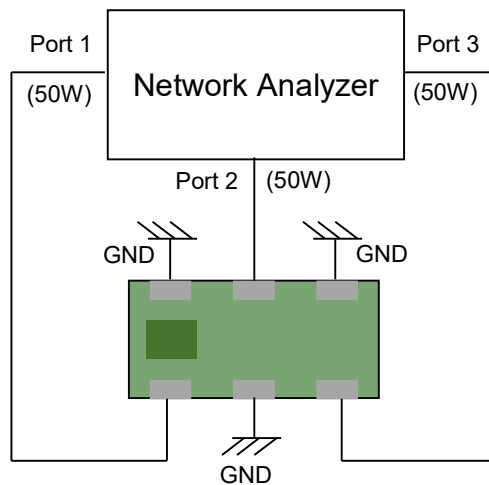 Port 1
Port 3
Network Analyzer
(50W)
(50W)
Port 2
(50W)
GND
GND
GND